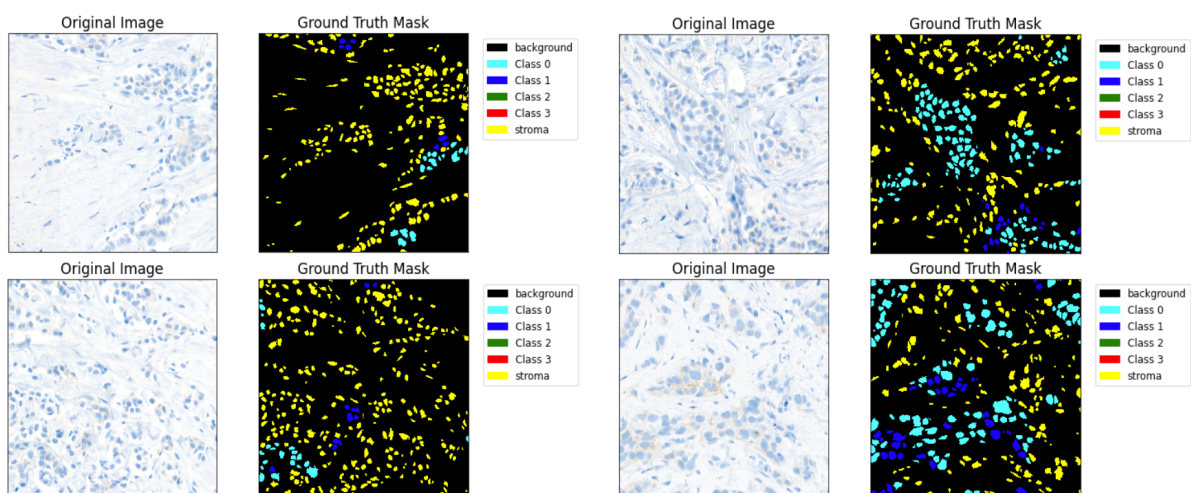 Original Image
Ground Truth Mask
background
Class 0
Class 1
Class 2
Class 3
stroma
Original Image
Ground Truth Mask
background
Class 0
Class 1
Class 2
Class 3
stroma
Original Image
Ground Truth Mask
background
Class 0
Class 1
Class 2
Class 3
stroma
Original Image
Ground Truth Mask
background
Class 0
Class 1
Class 2
Class 3
stroma